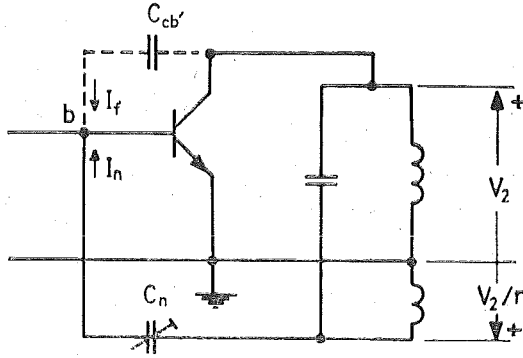 C_cb'
I_f
b
I_n
+
V_2
C_n
V_2/r
+